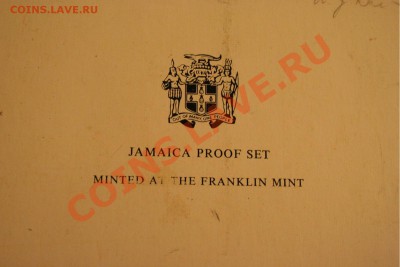 COINS.LAVE.RU
JAMAICA PROOF SET
MINTED AT THE FRANKLIN MINT
COINS.LAVE.RU